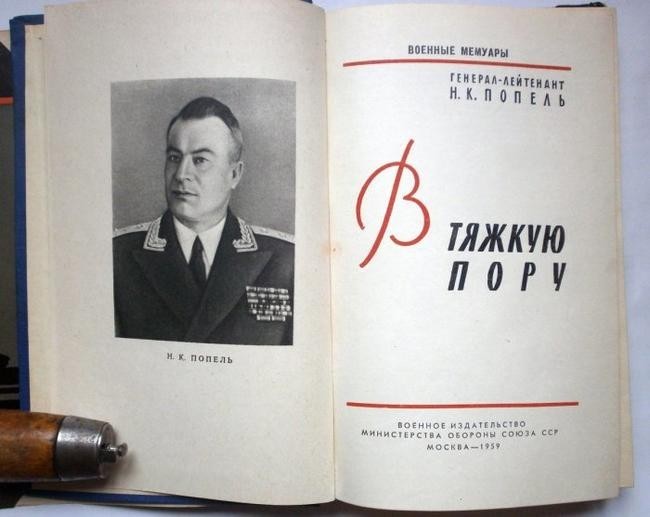 Н. К. ПОПЕЛЬ
ВОЕННЫЕ МЕМУАРЫ
ГЕНЕРАЛ-ЛЕЙТЕНАНТ
Н. К. ПОПЕЛЬ
В ТЯЖКУЮ
ПОРУ
ВОЕННОЕ ИЗДАТЕЛЬСТВО
МИНИСТЕРСТВА ОБОРОНЫ СОЮЗА ССР
МОСКВА—1959